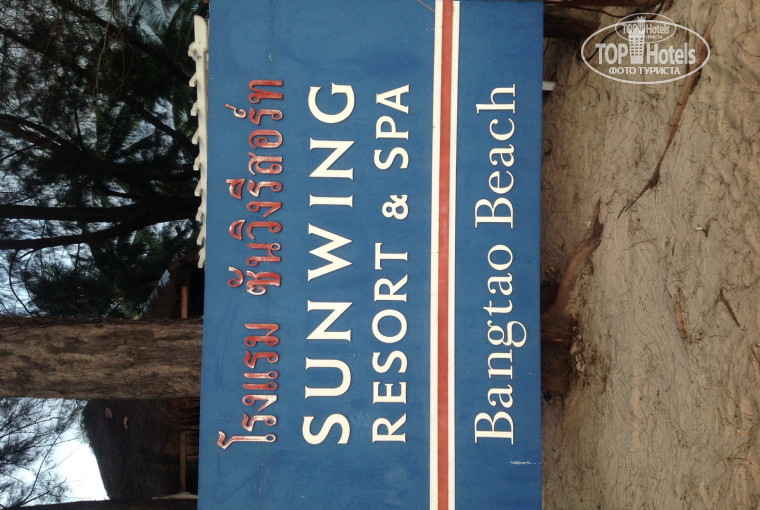 โรงแรม ซันวิงรีสอร์ท
SUNWING
RESORT & SPA
Bangtao Beach
TOP Hotels
ТУРИСТА
ФОТО ТУРИСТА